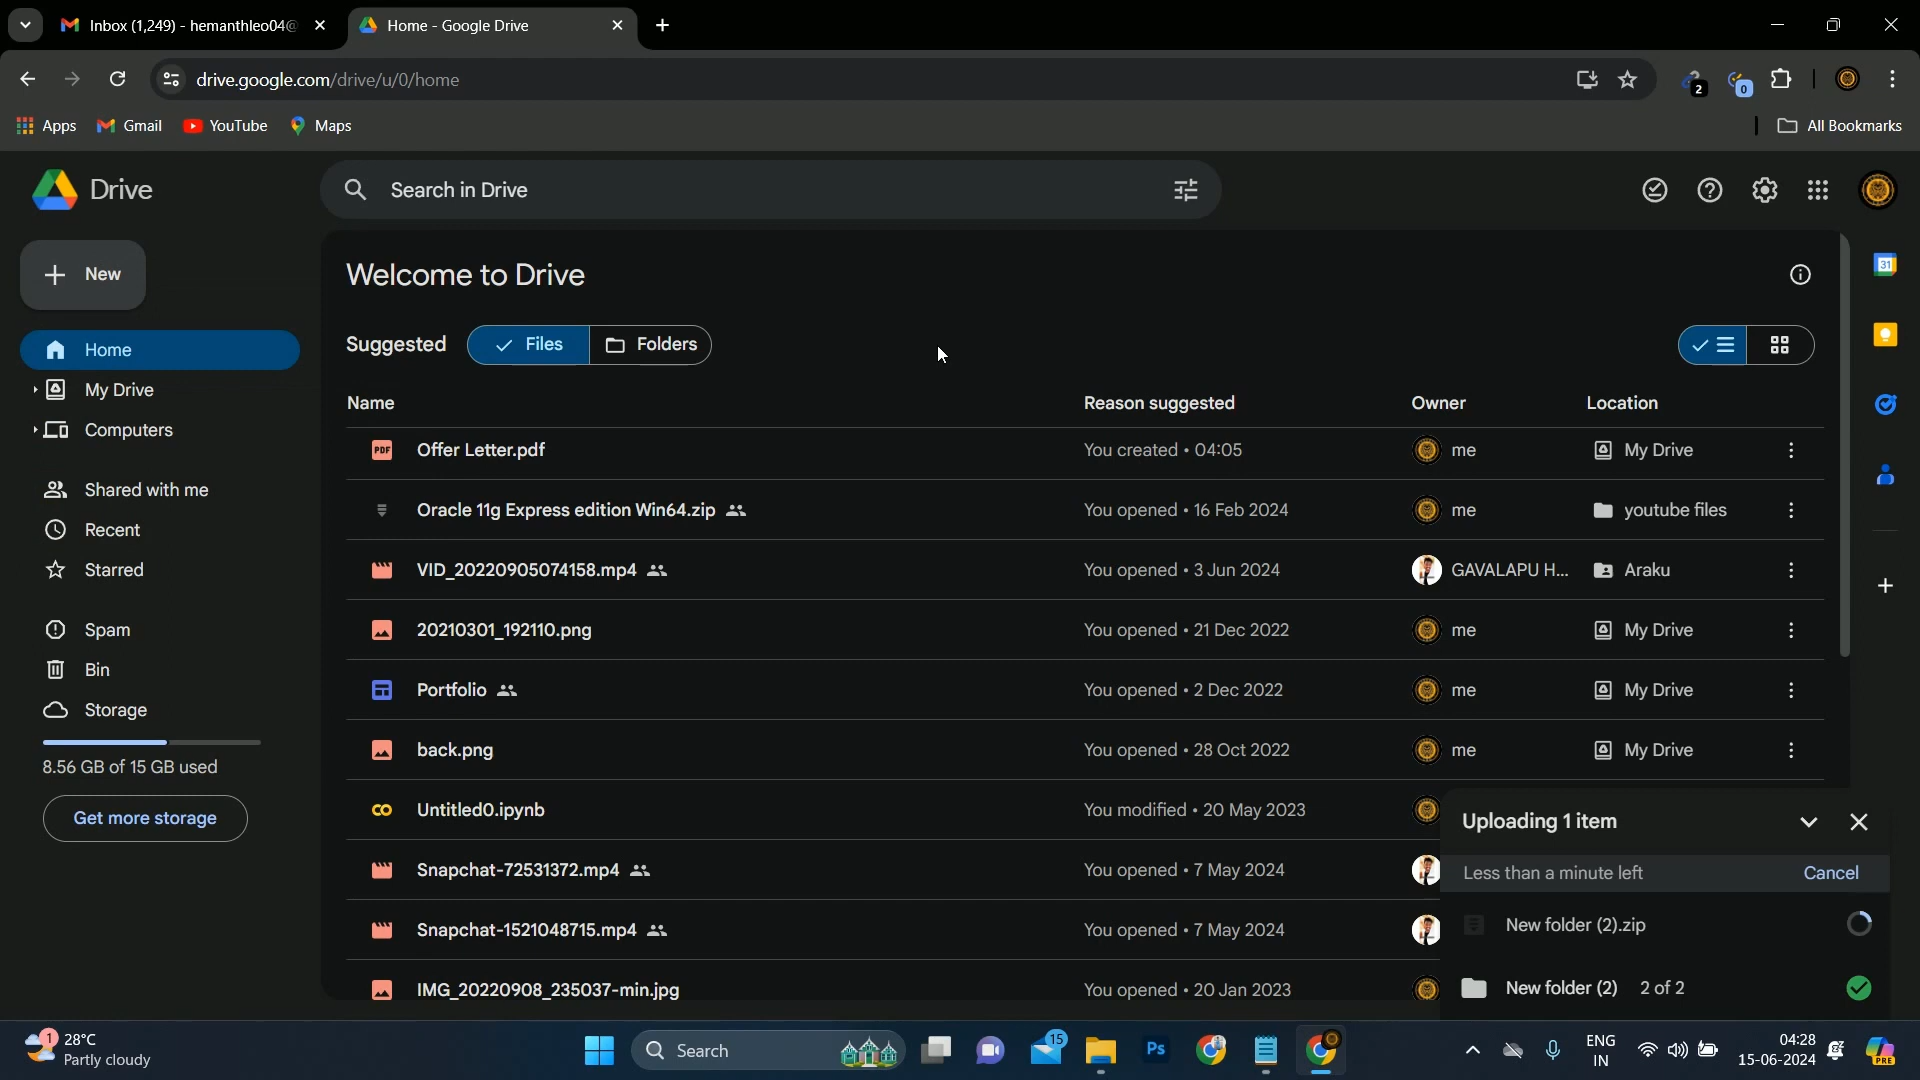 Inbox (1,249) - hemanthleo04@
Home - Google Drive
drive.google.com/drive/u/0/home
2
0
Apps
Gmail
YouTube
Maps
All Bookmarks
Drive
Search in Drive
New
Welcome to Drive
31
Suggested
Files
Folders
Home
My Drive
Computers
Shared with me
Recent
Starred
Spam
Bin
Storage
8.56 GB of 15 GB used
Get more storage
Name Reason suggested Owner Location
PDF Offer Letter.pdf You created • 04:05 me My Drive
Oracle 11g Express edition Win64.zip You opened • 16 Feb 2024 me youtube files
VID_20220905074158.mp4 You opened • 3 Jun 2024 GAVALAPU H... Araku
20210301_192110.png You opened • 21 Dec 2022 me My Drive
Portfolio You opened • 2 Dec 2022 me My Drive
back.png You opened • 28 Oct 2022 me My Drive
Untitled0.ipynb You modified • 20 May 2023
Snapchat-72531372.mp4 You opened • 7 May 2024
Snapchat-1521048715.mp4 You opened • 7 May 2024
IMG_20220908_235037-min.jpg You opened • 20 Jan 2023
Uploading 1 item
Less than a minute left Cancel
New folder (2).zip
New folder (2) 2 of 2
1
28°C
Partly cloudy
Search
15
Ps
ENG
IN
04:28
15-06-2024
PRE